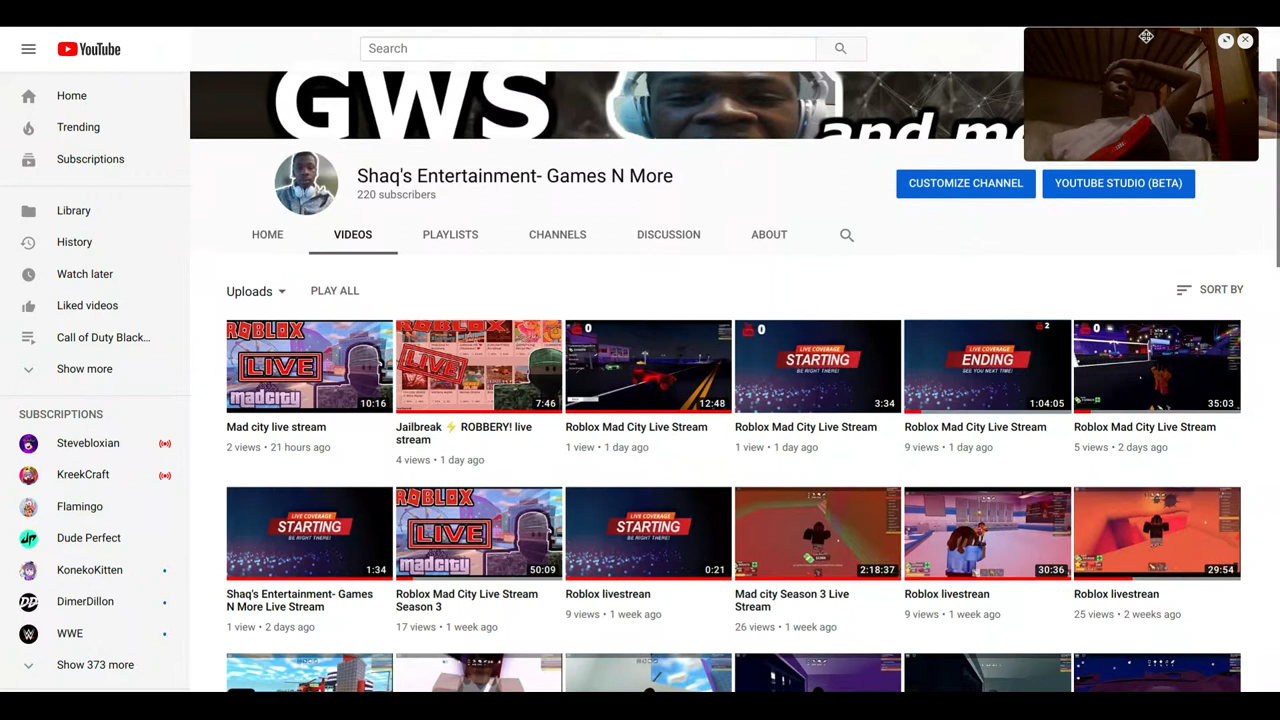 YouTube
Search
Home
Trending
Subscriptions
Library
History
Watch later
Liked videos
Call of Duty Black...
Show more
SUBSCRIPTIONS
Stevebloxian
KreekCraft
Flamingo
Dude Perfect
KonekoKitten
DimerDillon
WWE
Show 373 more
GWS
and mo
Shaq's Entertainment- Games N More
220 subscribers
CUSTOMIZE CHANNEL
YOUTUBE STUDIO (BETA)
HOME
VIDEOS
PLAYLISTS
CHANNELS
DISCUSSION
ABOUT
Uploads
PLAY ALL
SORT BY
ROBLOX
LIVE
madcity
10:16
Mad city live stream
2 views • 21 hours ago
ROBLOX
LIVE
7:46
Jailbreak ⚡ ROBBERY! live
stream
4 views • 1 day ago
0
12:48
Roblox Mad City Live Stream
1 view • 1 day ago
0
LIVE COVERAGE
STARTING
BE RIGHT THERE!
3:34
Roblox Mad City Live Stream
1 view • 1 day ago
2
LIVE COVERAGE
ENDING
SEE YOU NEXT TIME!
1:04:05
Roblox Mad City Live Stream
9 views • 1 day ago
0
35:03
Roblox Mad City Live Stream
5 views • 2 days ago
LIVE COVERAGE
STARTING
BE RIGHT THERE!
1:34
Shaq's Entertainment- Games
N More Live Stream
1 view • 2 days ago
ROBLOX
LIVE
madcity
50:09
Roblox Mad City Live Stream
Season 3
17 views • 1 week ago
LIVE COVERAGE
STARTING
BE RIGHT THERE!
0:21
Roblox livestrean
9 views • 1 week ago
2:18:37
Mad city Season 3 Live
Stream
26 views • 1 week ago
30:36
Roblox livestrean
9 views • 1 week ago
29:54
Roblox livestrean
25 views • 2 weeks ago